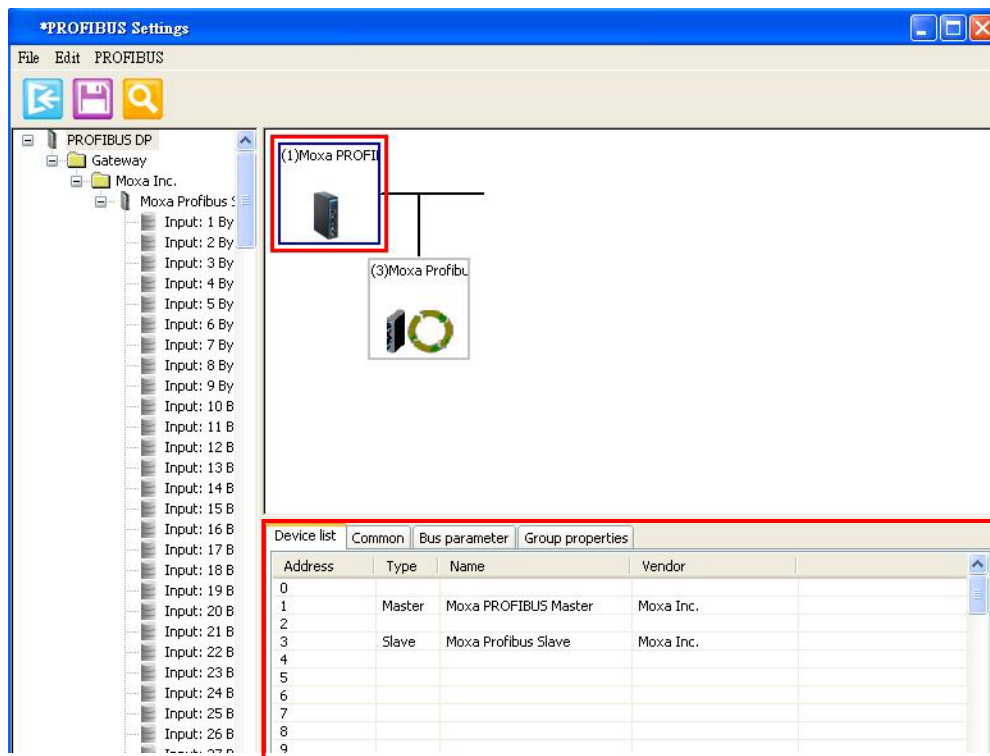 *PROFIBUS Settings
File Edit PROFIBUS
PROFIBUS DP
Gateway
Moxa Inc.
Moxa Profibus
Input: 1 By
Input: 2 By
Input: 3 By
Input: 4 By
Input: 5 By
Input: 6 By
Input: 7 By
Input: 8 By
Input: 9 By
Input: 10 B
Input: 11 B
Input: 12 B
Input: 13 B
Input: 14 B
Input: 15 B
Input: 16 B
Input: 17 B
Input: 18 B
Input: 19 B
Input: 20 B
Input: 21 B
Input: 22 B
Input: 23 B
Input: 24 B
Input: 25 B
Input: 26 B
(1)Moxa PROFI
(3)Moxa Profibu
Device list Common Bus parameter Group properties
Address Type Name Vendor
0
1 Master Moxa PROFIBUS Master Moxa Inc.
2
3 Slave Moxa Profibus Slave Moxa Inc.
4
5
6
7
8
9